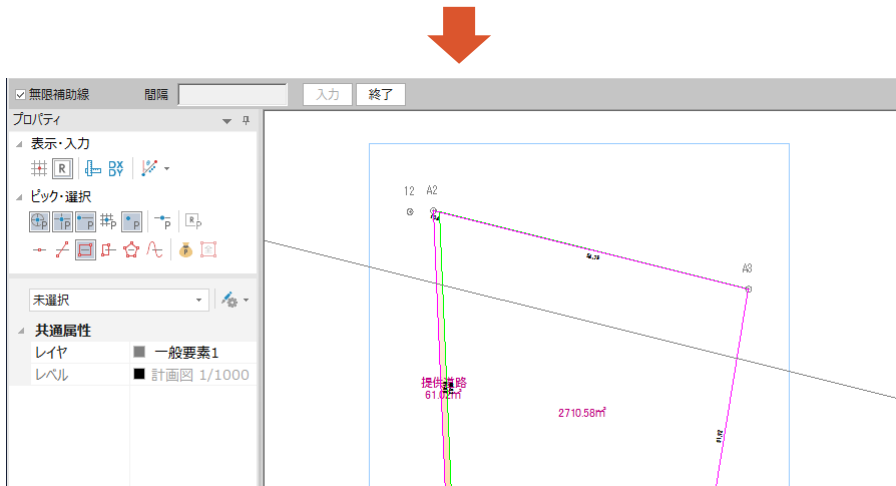 無限補助線 間隔 入力 終了
プロパティ
表示・入力
R DX DY
ピック・選択
P P P P P P R P
P
未選択
共通属性
レイヤ 一般要素1
レベル 計画図 1/1000
12 A2
A3
提供道路
61.02㎡
2710.58㎡